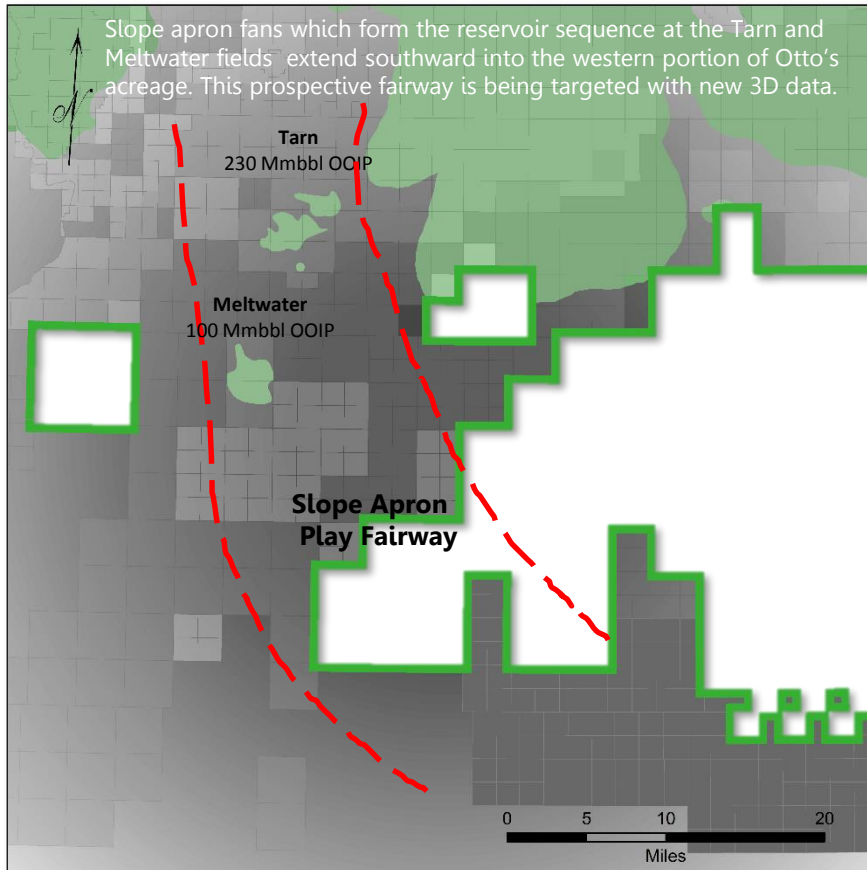 Slope apron fans which form the reservoir sequence at the Tarn and
Meltwater fields extend southward into the western portion of Otto's
acreage. This prospective fairway is being targeted with new 3D data.
N
Tarn
230 Mmbbl OOIP
Meltwater
100 Mmbbl OOIP
Slope Apron
Play Fairway
0 5 10 20
Miles